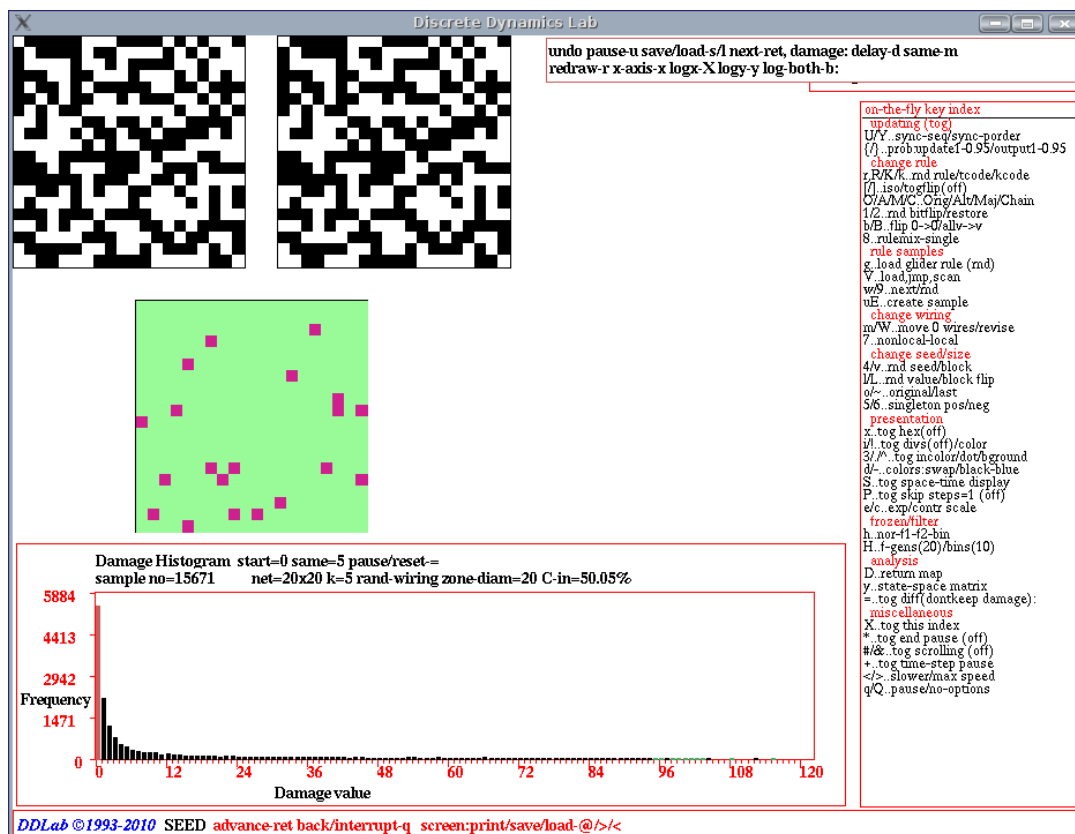 Discrete Dynamics Lab
undo pause-u save/load-s/l next-ret, damage: delay-d same-m
redraw-r x-axis-x logx-X logy-y log-both-b:
on-the-fly key index
updating (tog)
U/Y..sync-seq/sync-porder
{/}..prob:update1-0.95/output1-0.95
change rule
r,R/K/k..rnd rule/tcode/kcode
[/]..iso/togflip(off)
O/A/M/C..Orig/Alt/Maj/Chain
1/2..rnd bitflip/restore
b/B..flip 0->0/allv->v
8..rulemix-single
rule samples
g..load glider rule (rnd)
V..load,jmp,scan
w/9..next/rnd
uE..create sample
change wiring
m/W..move 0 wires/revise
7..nonlocal-local
change seed/size
4/v..rnd seed/block
l/L..rnd value/block flip
o/~..original/last
5/6..singleton pos/neg
presentation
x..tog hex(off)
i/!..tog divs(off)/color
3/./^..tog incolor/dot/bground
d/-..colors:swap/black-blue
S..tog space-time display
P..tog skip steps=1 (off)
e/c..exp/contr scale
frozen/filter
h..nor-f1-f2-bin
H..f-gens(20)/bins(10)
analysis
D..return map
y..state-space matrix
=..tog diff(dontkeep damage):
miscellaneous
X..tog this index
*..tog end pause (off)
#/&..tog scrolling (off)
+..tog time-step pause
</>..slower/max speed
q/Q..pause/no-options
Damage Histogram start=0 same=5 pause/reset-=
sample no=15671 net=20x20 k=5 rand-wiring zone-diam=20 C-in=50.05%
5884
4413
2942
Frequency
1471
0
0 12 24 36 48 60 72 84 96 108 120
Damage value
DDLab ©1993-2010 SEED advance-ret back/interrupt-q screen:print/save/load-@/>/<